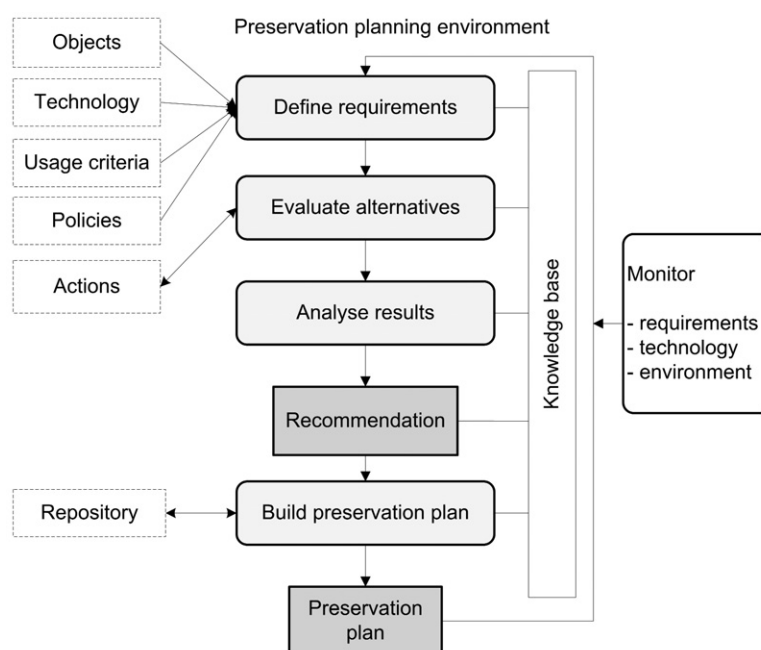 Preservation planning environment
Objects
Technology
Usage criteria
Policies
Actions
Repository
Define requirements
Evaluate alternatives
Analyse results
Recommendation
Build preservation plan
Preservation
plan
Knowledge base
Monitor
- requirements
- technology
- environment